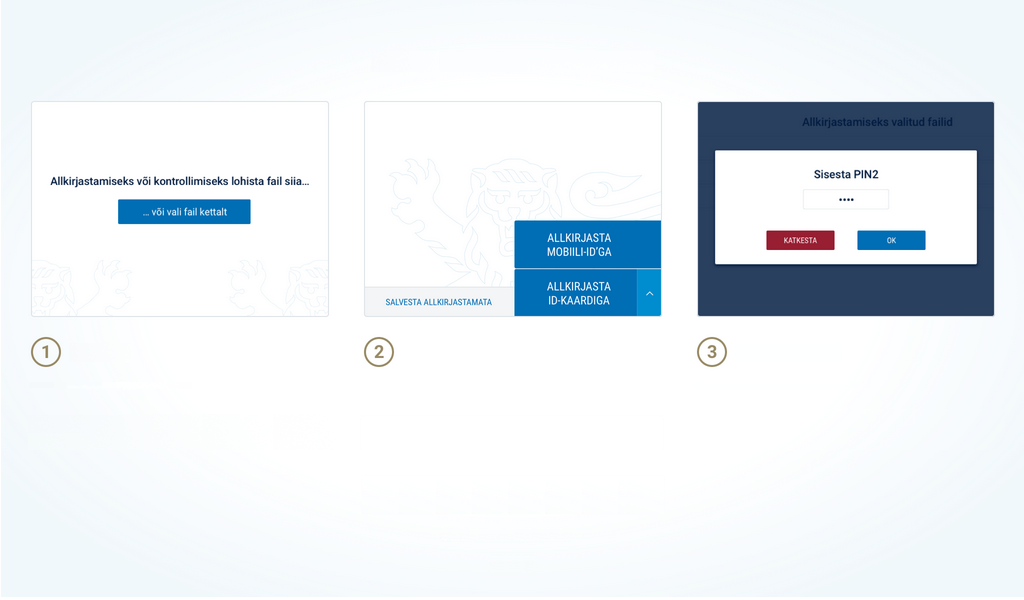 Allkirjastamiseks või kontrollimiseks lohista fail siia...
... või vali fail kettalt
1
ALLKIRJASTA
MOBIILI-ID'GA
SALVESTA ALLKIRJASTAMATA
ALLKIRJASTA
ID-KAARDIGA
2
Allkirjastamiseks valitud failid
Sisesta PIN2
••••
KATKESTA
OK
3